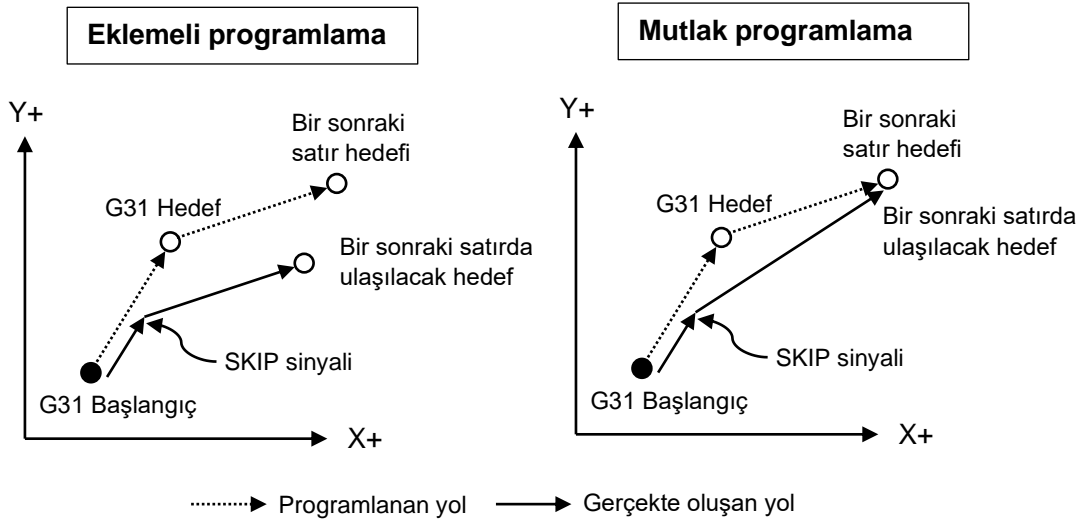 Eklemeli programlama
Y+
Bir sonraki
satır hedefi
G31 Hedef
Bir sonraki satırda
ulaşılacak hedef
SKIP sinyali
G31 Başlangıç
X+
Mutlak programlama
Y+
Bir sonraki
satır hedefi
G31 Hedef
Bir sonraki satırda
ulaşılacak hedef
SKIP sinyali
G31 Başlangıç
X+
Programlanan yol
Gerçekte oluşan yol